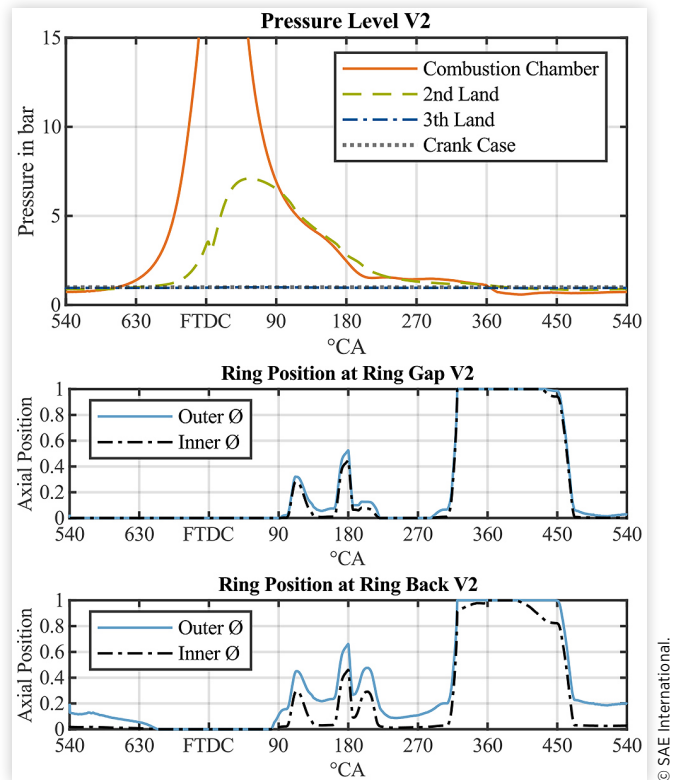 Pressure Level V2
15
10
5
0
Pressure in bar
Combustion Chamber
2nd Land
3th Land
Crank Case
540 630 FTDC 90 180 270 360 450 540
°CA
Ring Position at Ring Gap V2
1
0.8
0.6
0.4
0.2
0
Axial Position
Outer Ø
Inner Ø
540 630 FTDC 90 180 270 360 450 540
°CA
Ring Position at Ring Back V2
1
0.8
0.6
0.4
0.2
0
Axial Position
Outer Ø
Inner Ø
540 630 FTDC 90 180 270 360 450 540
°CA
© SAE International.